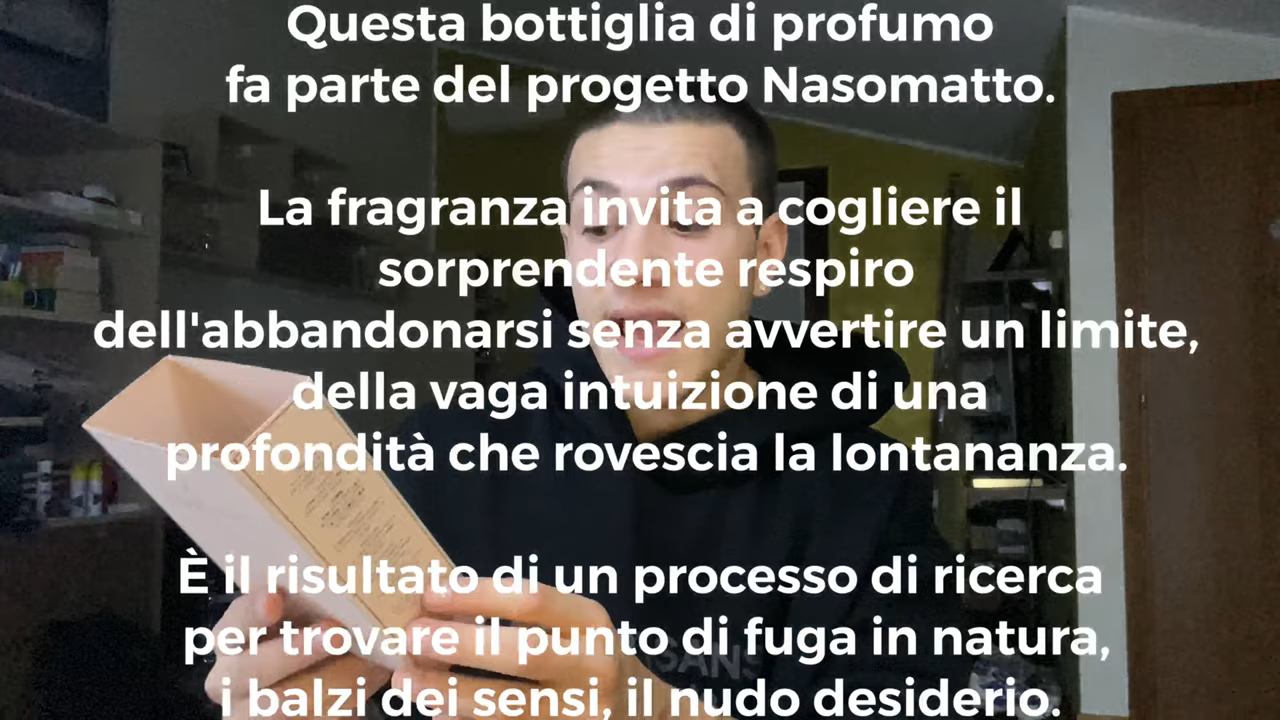 Questa bottiglia di profumo
fa parte del progetto Nasomatto.
La fragranza invita a cogliere il
sorprendente respiro
dell'abbandonarsi senza avvertire un limite,
della vaga intuizione di una
profondità che rovescia la lontananza.
È il risultato di un processo di ricerca
per trovare il punto di fuga in natura,
i balzi dei sensi, il nudo desiderio.